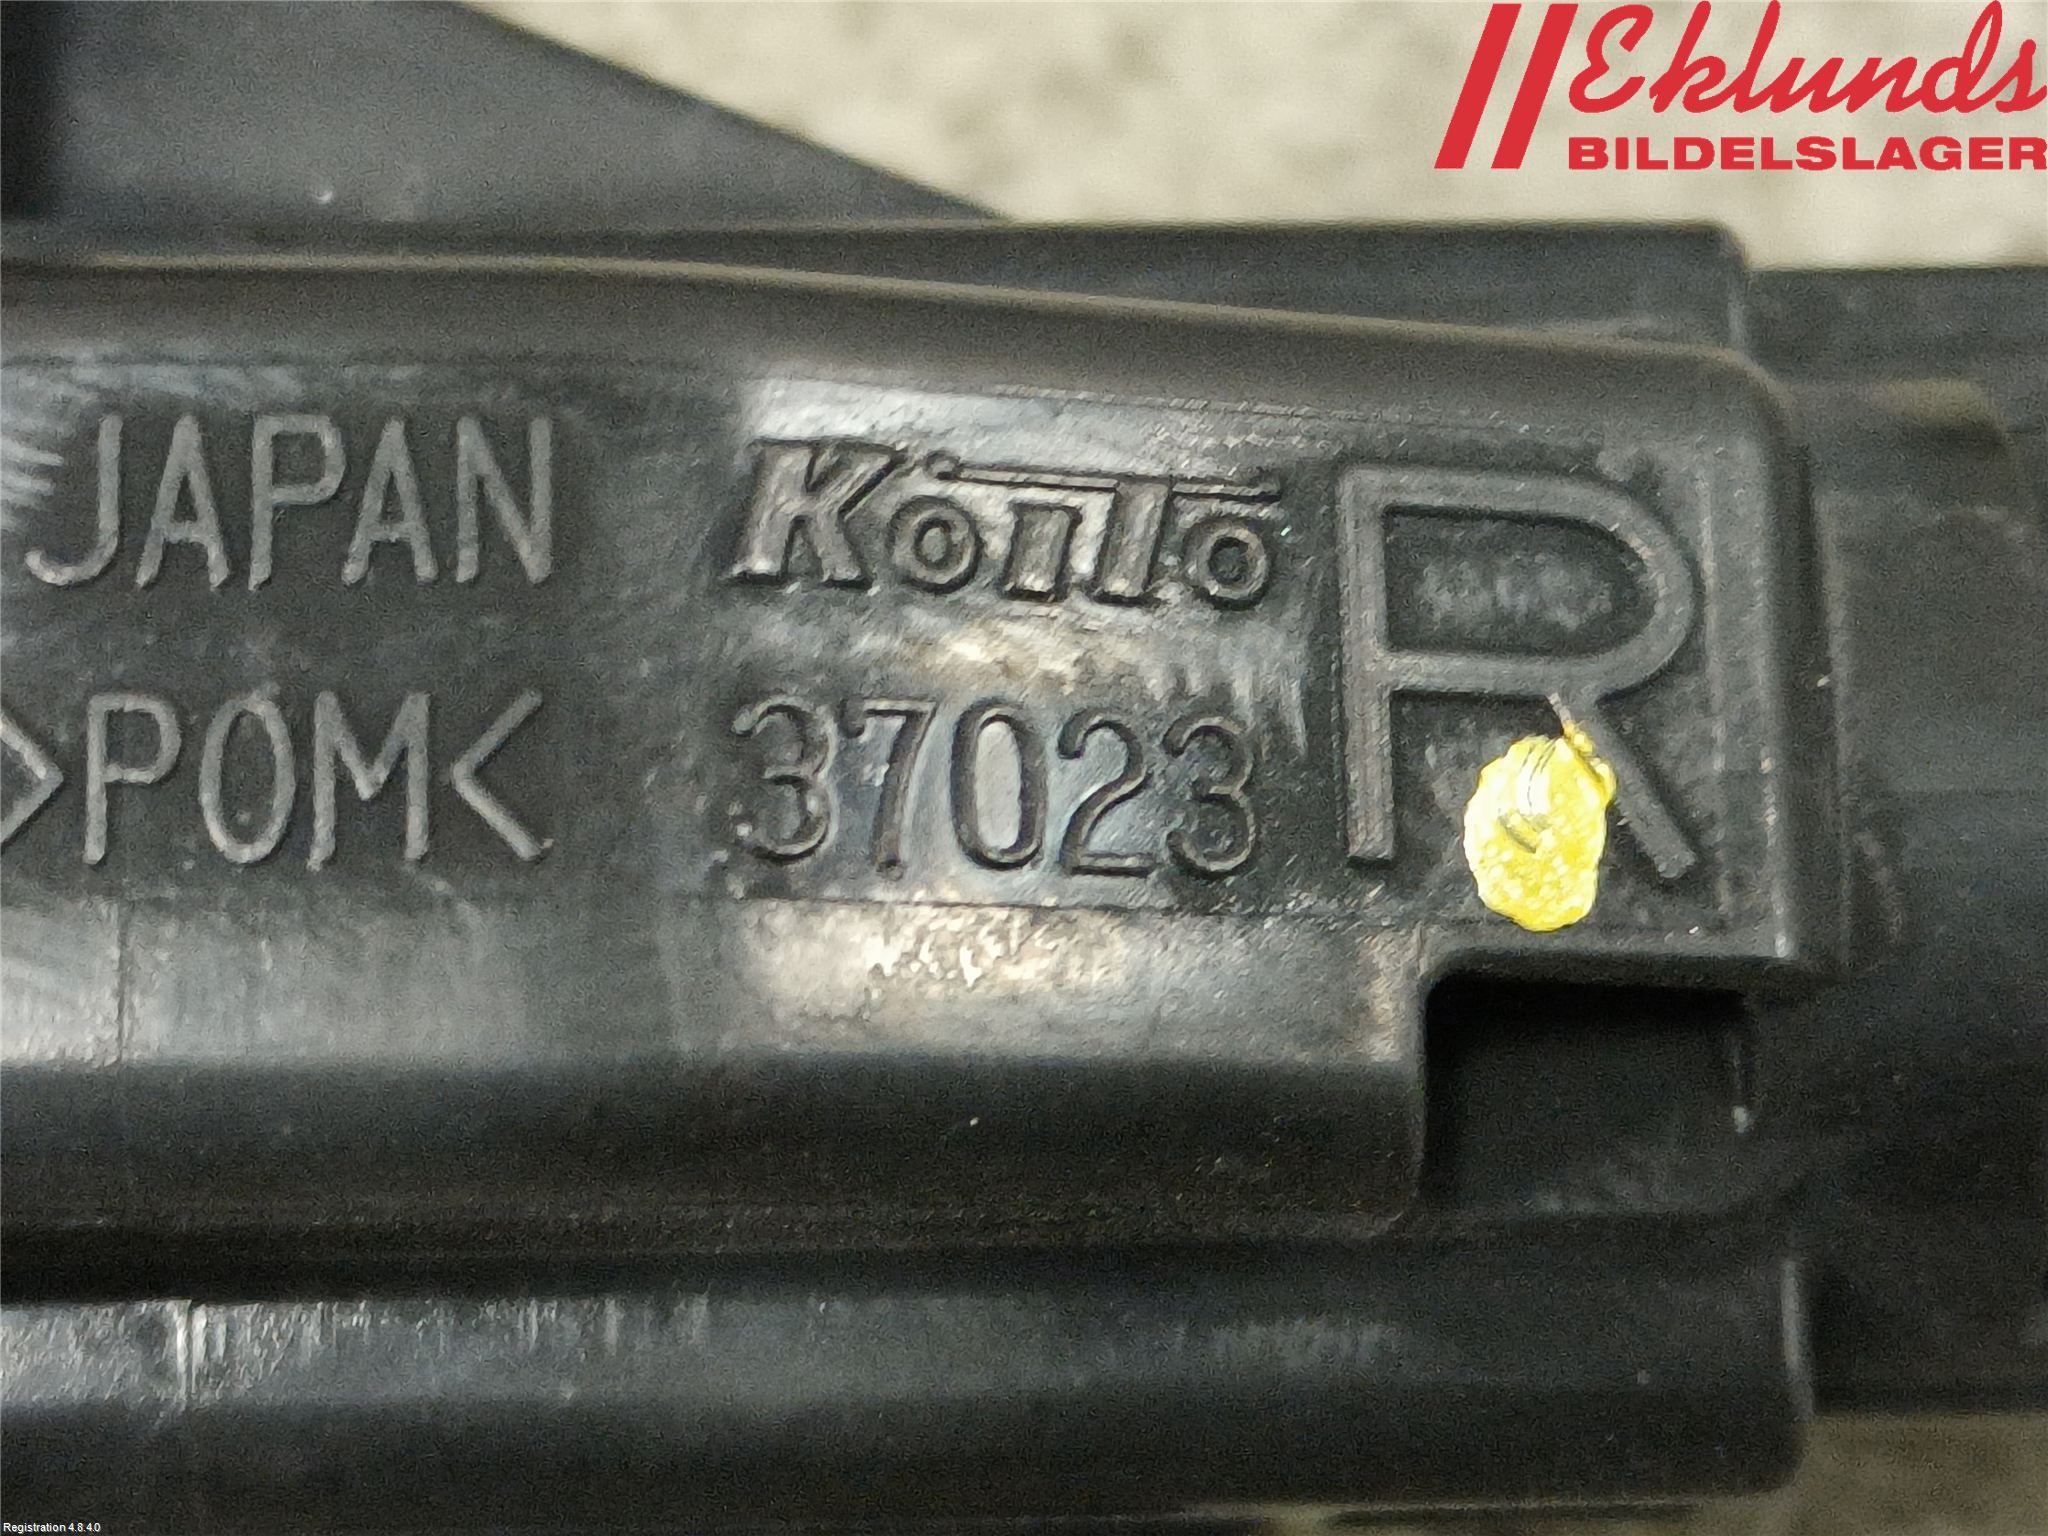 Eklunds
BILDELSLAGER
JAPAN
KOITO
R
>POM<
37023
Registration 4.8.4.0